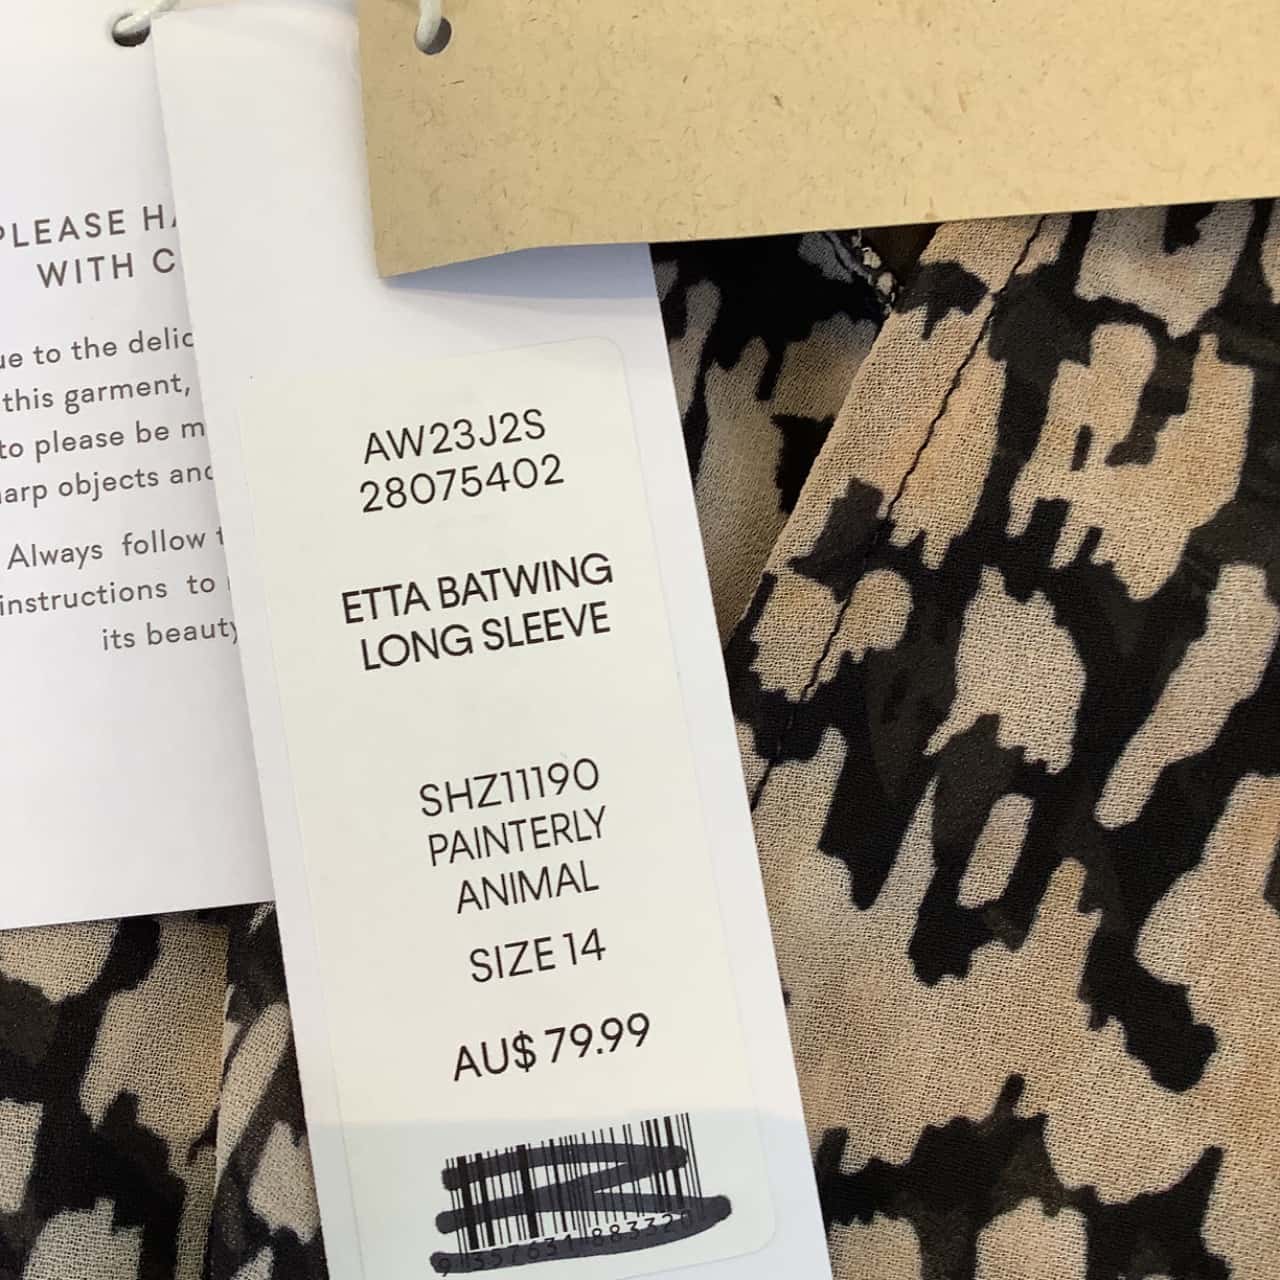 PLEASE HA
WITH C
ue to the delic
this garment,
to please be m
arp objects and
Always follow t
instructions to
its beauty
AW23J2S
28075402
ETTA BATWING
LONG SLEEVE
SHZ11190
PAINTERLY
ANIMAL
SIZE 14
AU$ 79.99